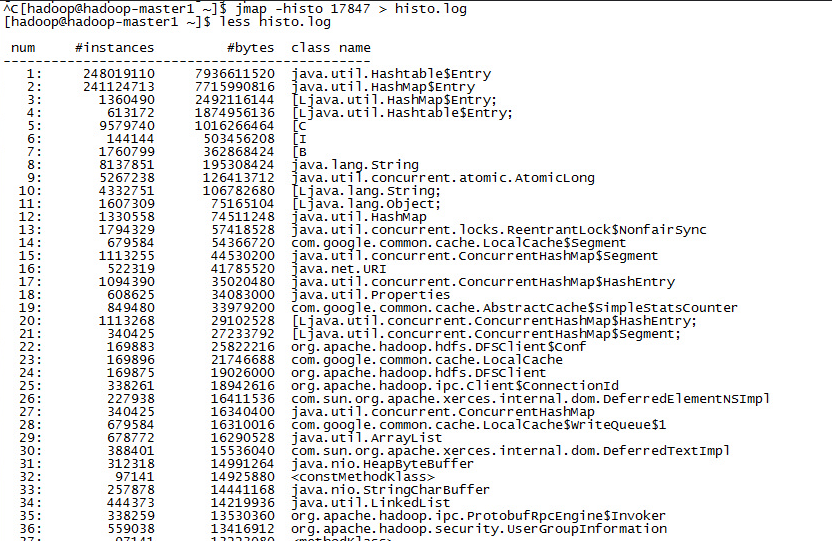 ^C[hadoop@hadoop-master1 ~]$ jmap -histo 17847 > histo.log
[hadoop@hadoop-master1 ~]$ less histo.log
num #instances #bytes class name
----------------------------------------------
1: 248019110 7936611520 java.util.Hashtable$Entry
2: 241124713 7715990816 java.util.HashMap$Entry
3: 1360490 2492116144 [Ljava.util.HashMap$Entry;
4: 613172 1874956136 [Ljava.util.Hashtable$Entry;
5: 9579740 1016266464 [C
6: 144144 503456208 [I
7: 1760799 362868424 [B
8: 8137851 195308424 java.lang.String
9: 5267238 126413712 java.util.concurrent.atomic.AtomicLong
10: 4332751 106782680 [Ljava.lang.String;
11: 1607309 75165104 [Ljava.lang.Object;
12: 1330558 74511248 java.util.HashMap
13: 1794329 57418528 java.util.concurrent.locks.ReentrantLock$NonfairSync
14: 679584 54366720 com.google.common.cache.LocalCache$Segment
15: 1113255 44530200 java.util.concurrent.ConcurrentHashMap$Segment
16: 522319 41785520 java.net.URI
17: 1094390 35020480 java.util.concurrent.ConcurrentHashMap$HashEntry
18: 608625 34083000 java.util.Properties
19: 849480 33979200 com.google.common.cache.AbstractCache$SimpleStatsCounter
20: 1113268 29102528 [Ljava.util.concurrent.ConcurrentHashMap$HashEntry;
21: 340425 27233792 [Ljava.util.concurrent.ConcurrentHashMap$Segment;
22: 169883 25822216 org.apache.hadoop.hdfs.DFSClient$Conf
23: 169896 21746688 com.google.common.cache.LocalCache
24: 169875 19026000 org.apache.hadoop.hdfs.DFSClient
25: 338261 18942616 org.apache.hadoop.ipc.Client$ConnectionId
26: 227938 16411536 com.sun.org.apache.xerces.internal.dom.DeferredElementNSImpl
27: 340425 16340400 java.util.concurrent.ConcurrentHashMap
28: 679584 16310016 com.google.common.cache.LocalCache$WriteQueue$1
29: 678772 16290528 java.util.ArrayList
30: 388401 15536040 com.sun.org.apache.xerces.internal.dom.DeferredTextImpl
31: 312318 14991264 java.nio.HeapByteBuffer
32: 97141 14925880 <constMethodKlass>
33: 257878 14441168 java.nio.StringCharBuffer
34: 444373 14219936 java.util.LinkedList
35: 338259 13530360 org.apache.hadoop.ipc.ProtobufRpcEngine$Invoker
36: 559038 13416912 org.apache.hadoop.security.UserGroupInformation